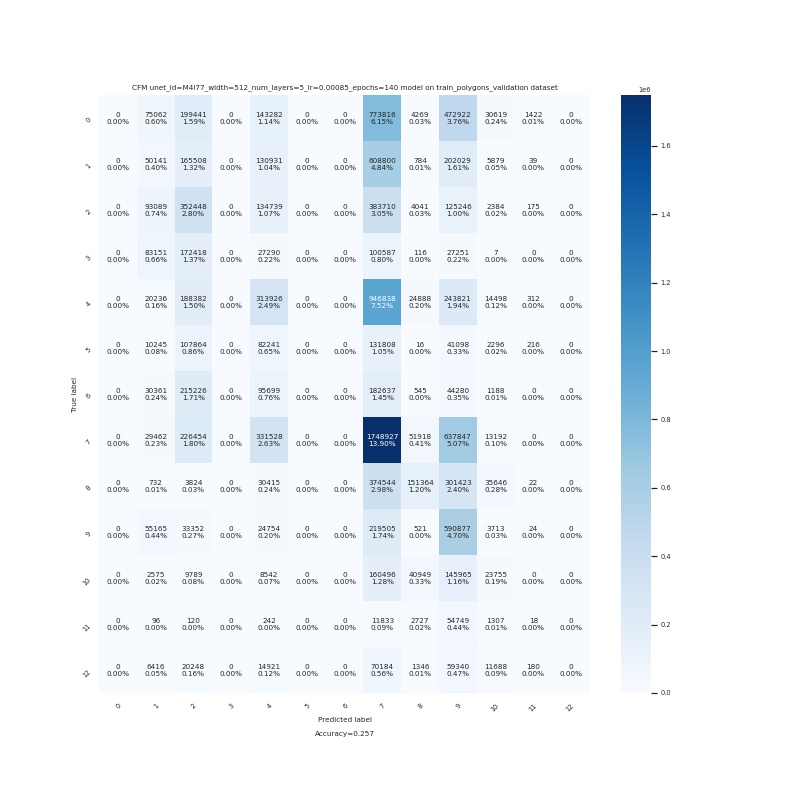 CFM unet_id=M4I77_width=512_num_layers=5_lr=0.00085_epochs=140 model on train_polygons_validation dataset
1e6
0 75062 199441 0 143282 0 0 773816 4269 472922 30619 1422 0
0.00% 0.60% 1.59% 0.00% 1.14% 0.00% 0.00% 6.15% 0.03% 3.76% 0.24% 0.01% 0.00%
0
0 50141 165508 0 130931 0 0 608800 784 202029 5879 39 0
0.00% 0.40% 1.32% 0.00% 1.04% 0.00% 0.00% 4.84% 0.01% 1.61% 0.05% 0.00% 0.00%
1
0 93089 352448 0 134739 0 0 383710 4041 125246 2384 175 0
0.00% 0.74% 2.80% 0.00% 1.07% 0.00% 0.00% 3.05% 0.03% 1.00% 0.02% 0.00% 0.00%
2
0 83151 172418 0 27290 0 0 100587 116 27251 7 0 0
0.00% 0.66% 1.37% 0.00% 0.22% 0.00% 0.00% 0.80% 0.00% 0.22% 0.00% 0.00% 0.00%
3
0 20236 188382 0 313926 0 0 946838 24888 243821 14498 312 0
0.00% 0.16% 1.50% 0.00% 2.49% 0.00% 0.00% 7.52% 0.20% 1.94% 0.12% 0.00% 0.00%
4
0 10245 107864 0 82241 0 0 131808 16 41098 2296 216 0
0.00% 0.08% 0.86% 0.00% 0.65% 0.00% 0.00% 1.05% 0.00% 0.33% 0.02% 0.00% 0.00%
5
0 30361 215226 0 95699 0 0 182637 545 44280 1188 0 0
0.00% 0.24% 1.71% 0.00% 0.76% 0.00% 0.00% 1.45% 0.00% 0.35% 0.01% 0.00% 0.00%
6
True label
0 29462 226454 0 331528 0 0 1748927 51918 637847 13192 0 0
0.00% 0.23% 1.80% 0.00% 2.63% 0.00% 0.00% 13.90% 0.41% 5.07% 0.10% 0.00% 0.00%
7
0 732 3824 0 30415 0 0 374544 151364 301423 35646 22 0
0.00% 0.01% 0.03% 0.00% 0.24% 0.00% 0.00% 2.98% 1.20% 2.40% 0.28% 0.00% 0.00%
8
0 55165 33352 0 24754 0 0 219505 521 590877 3713 24 0
0.00% 0.44% 0.27% 0.00% 0.20% 0.00% 0.00% 1.74% 0.00% 4.70% 0.03% 0.00% 0.00%
9
0 2575 9789 0 8542 0 0 160496 40949 145965 23755 0 0
0.00% 0.02% 0.08% 0.00% 0.07% 0.00% 0.00% 1.28% 0.33% 1.16% 0.19% 0.00% 0.00%
10
0 96 120 0 242 0 0 11833 2727 54749 1307 18 0
0.00% 0.00% 0.00% 0.00% 0.00% 0.00% 0.00% 0.09% 0.02% 0.44% 0.01% 0.00% 0.00%
11
0 6416 20248 0 14921 0 0 70184 1346 59340 11688 180 0
0.00% 0.05% 0.16% 0.00% 0.12% 0.00% 0.00% 0.56% 0.01% 0.47% 0.09% 0.00% 0.00%
12
0 1 2 3 4 5 6 7 8 9 10 11 12
Predicted label
Accuracy=0.257
1.6
1.4
1.2
1.0
0.8
0.6
0.4
0.2
0.0